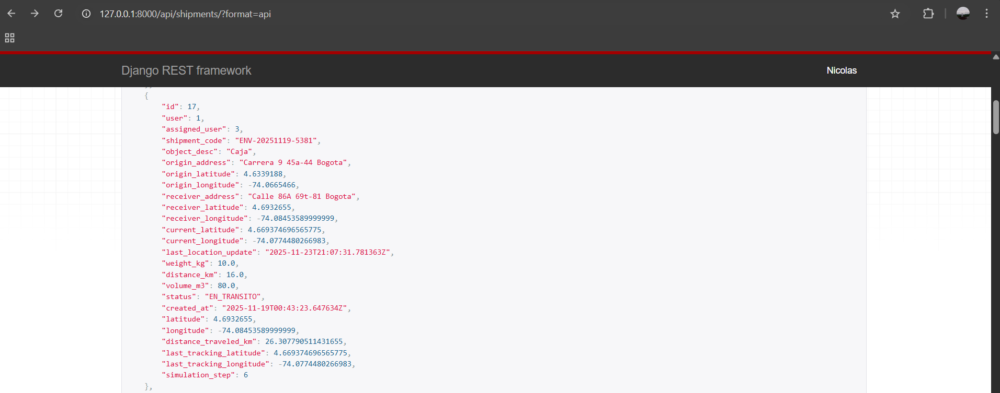 127.0.0.1:8000/api/shipments/?format=api
Django REST framework
Nicolas
{
"id": 17,
"user": 1,
"assigned_user": 3,
"shipment_code": "ENV-20251119-5381",
"object_desc": "Caja",
"origin_address": "Carrera 9 45a-44 Bogota",
"origin_latitude": 4.6339188,
"origin_longitude": -74.0665466,
"receiver_address": "Calle 86A 69t-81 Bogota",
"receiver_latitude": 4.6932655,
"receiver_longitude": -74.08453589999999,
"current_latitude": 4.669374696565775,
"current_longitude": -74.0774480266983,
"last_location_update": "2025-11-23T21:07:31.781363Z",
"weight_kg": 10.0,
"distance_km": 16.0,
"volume_m3": 80.0,
"status": "EN_TRANSITO",
"created_at": "2025-11-19T00:43:23.647634Z",
"latitude": 4.6932655,
"longitude": -74.08453589999999,
"distance_traveled_km": 26.307790511431655,
"last_tracking_latitude": 4.669374696565775,
"last_tracking_longitude": -74.0774480266983,
"simulation_step": 6
},